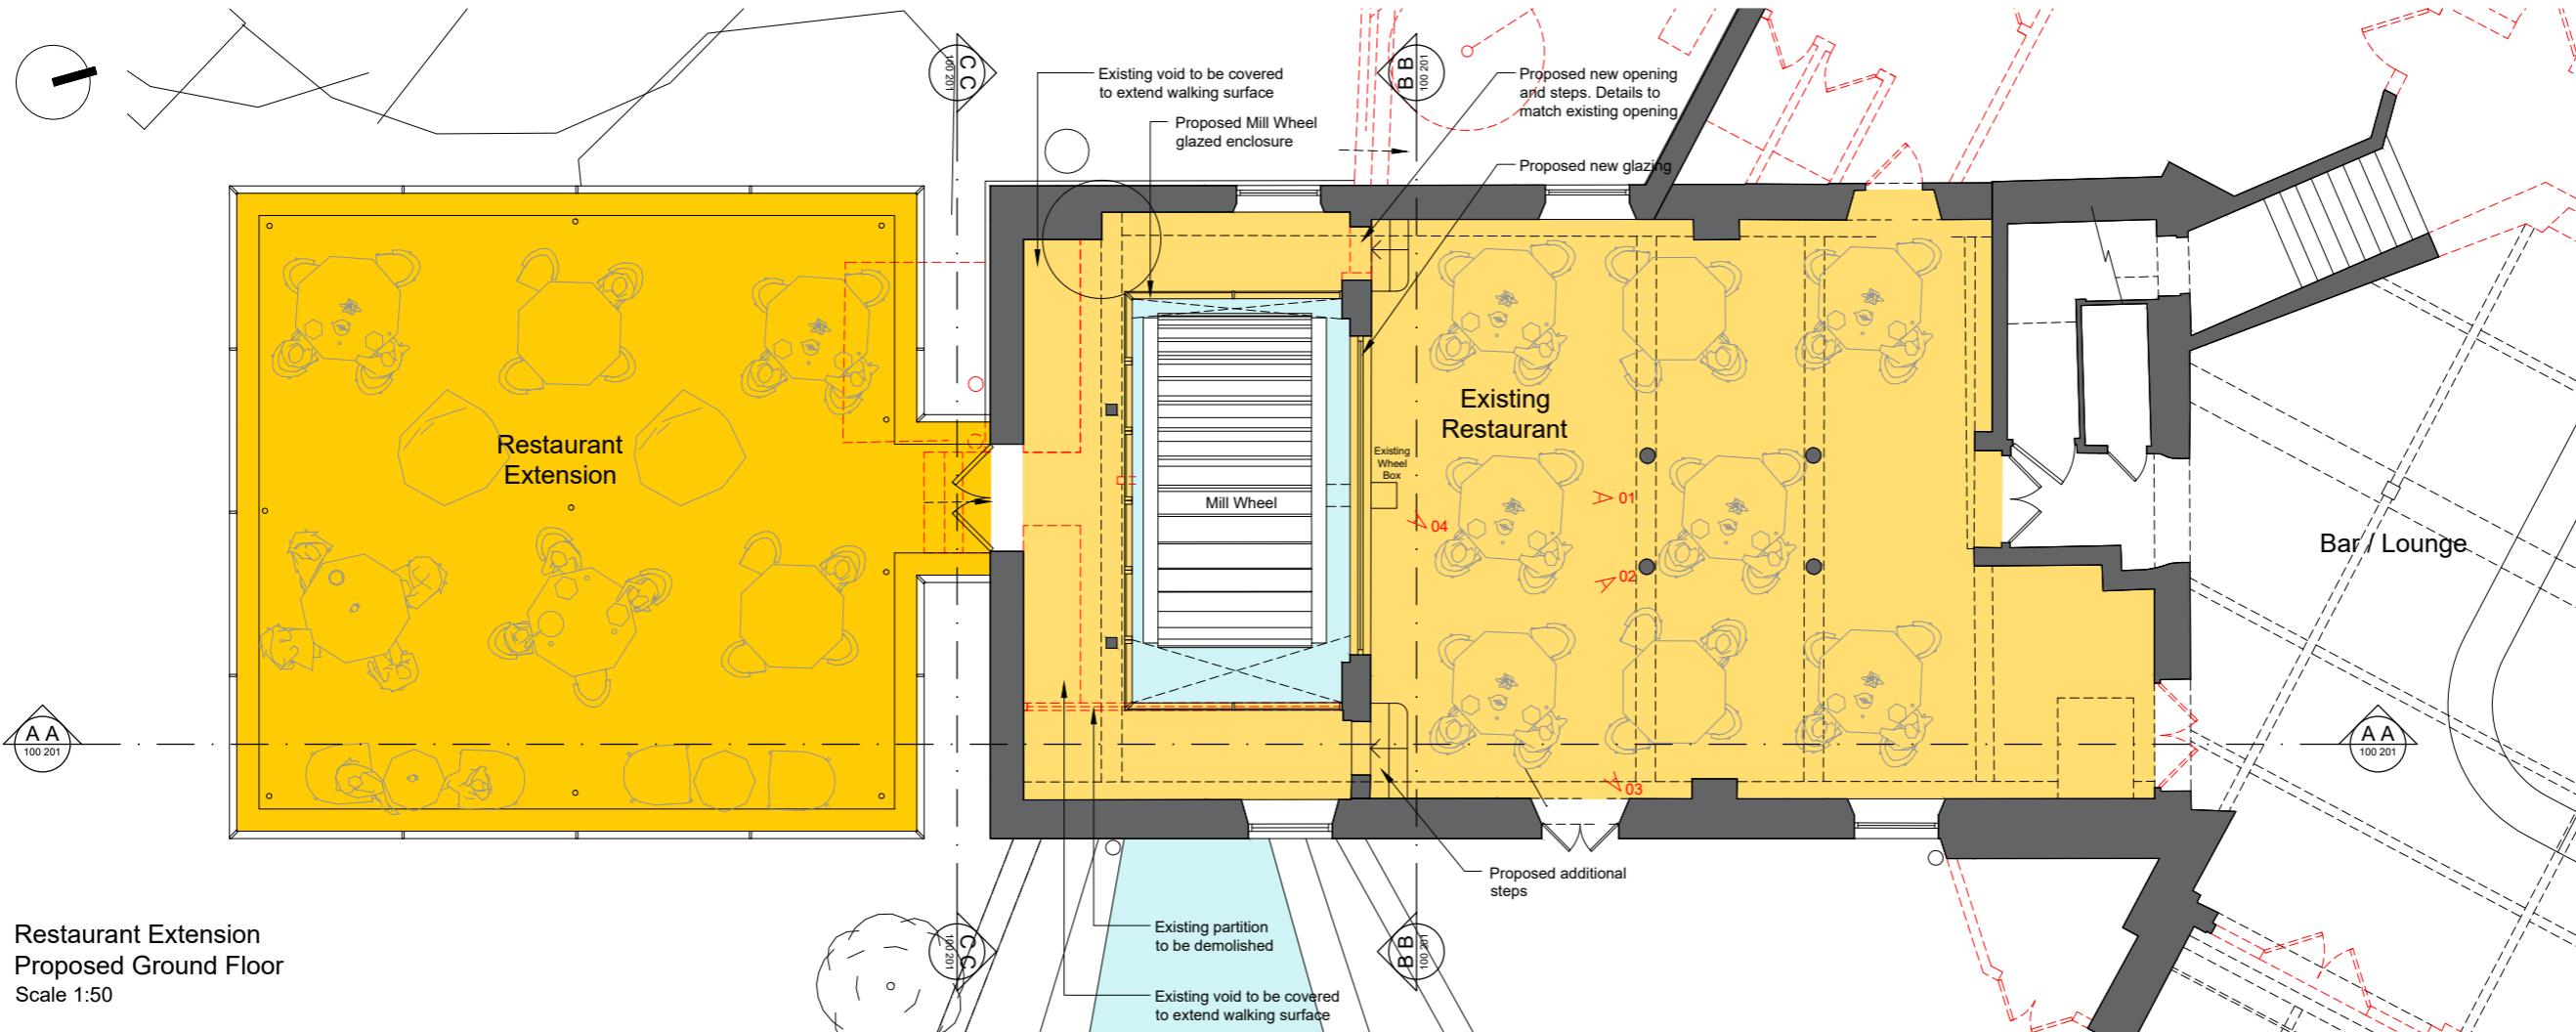 C C
100 201
B B
100 201
Existing void to be covered
to extend walking surface
Proposed Mill Wheel
glazed enclosure
Proposed new opening
and steps. Details to
match existing opening
Proposed new glazing
Restaurant
Extension
Mill Wheel
Existing
Wheel
Box
Existing
Restaurant
01
04
02
03
Bar / Lounge
A A
100 201
A A
100 201
Proposed additional
steps
Existing partition
to be demolished
Existing void to be covered
to extend walking surface
C C
100 201
B B
100 201
Restaurant Extension
Proposed Ground Floor
Scale 1:50